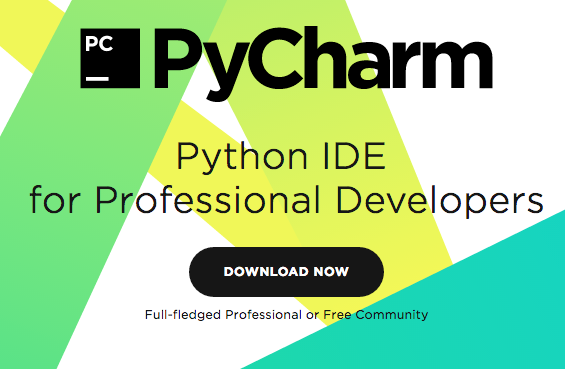 PC PyCharm
Python IDE
for Professional Developers
DOWNLOAD NOW
Full-fledged Professional or Free Community